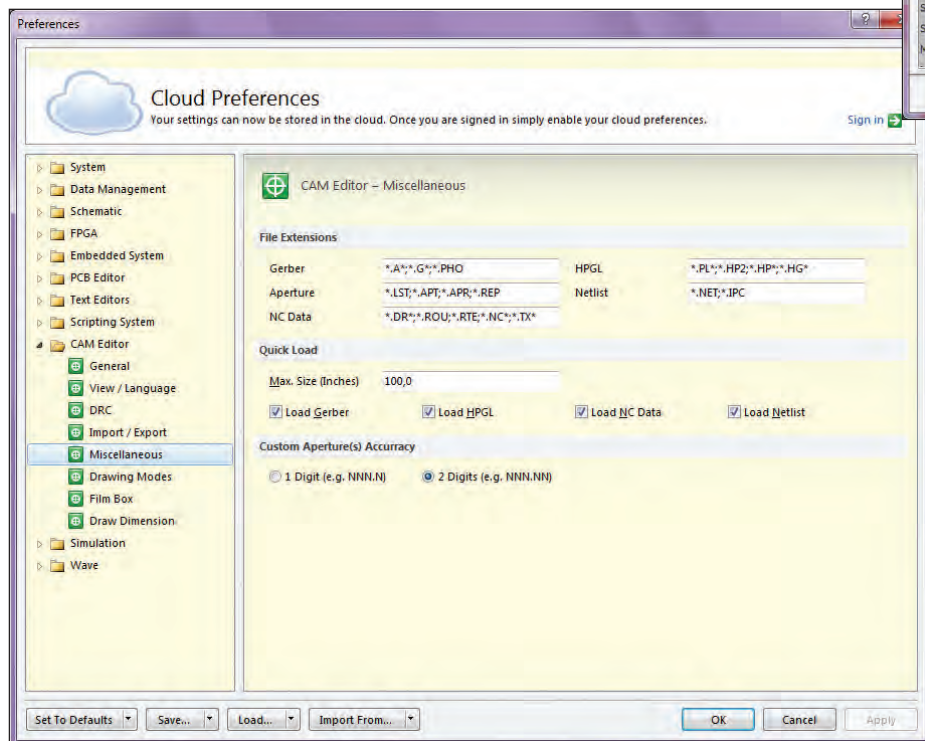 Preferences
?
Cloud Preferences
Your settings can now be stored in the cloud. Once you are signed in simply enable your cloud preferences.
Sign in
System
Data Management
Schematic
FPGA
Embedded System
PCB Editor
Text Editors
Scripting System
CAM Editor
General
View / Language
DRC
Import / Export
Miscellaneous
Drawing Modes
Film Box
Draw Dimension
Simulation
Wave
CAM Editor – Miscellaneous
File Extensions
Gerber *.A*;*.G*;*.PHO HPGL *.PL*;*.HP2;*.HP*;*.HG*
Aperture *.LST;*.APT;*.APR;*.REP Netlist *.NET;*.IPC
NC Data *.DR*;*.ROU;*.RTE;*.NC*;*.TX*
Quick Load
Max. Size (Inches) 100,0
Load Gerber Load HPGL Load NC Data Load Netlist
Custom Aperture(s) Accurracy
1 Digit (e.g. NNN.N) 2 Digits (e.g. NNN.NN)
Set To Defaults Save... Load... Import From... OK Cancel Apply